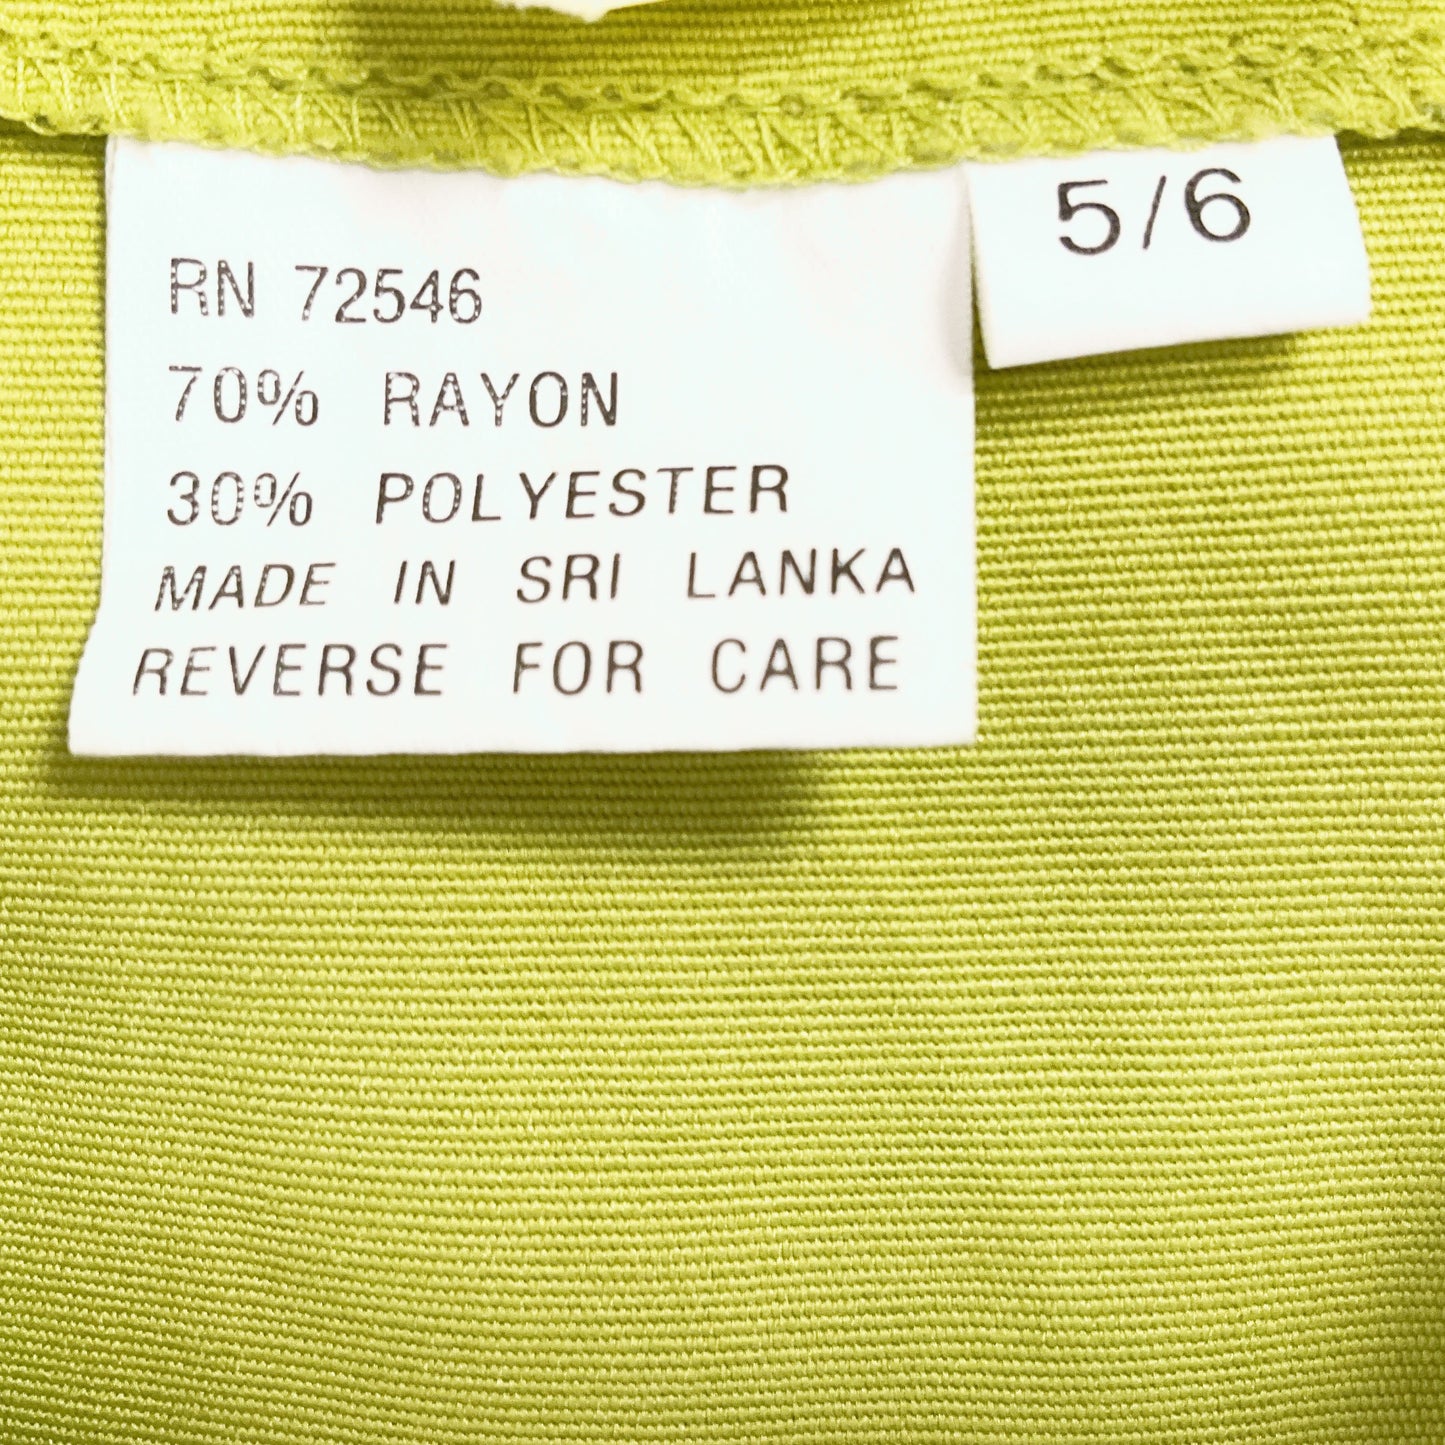 RN 72546
70% RAYON
30% POLYESTER
MADE IN SRI LANKA
REVERSE FOR CARE
5/6